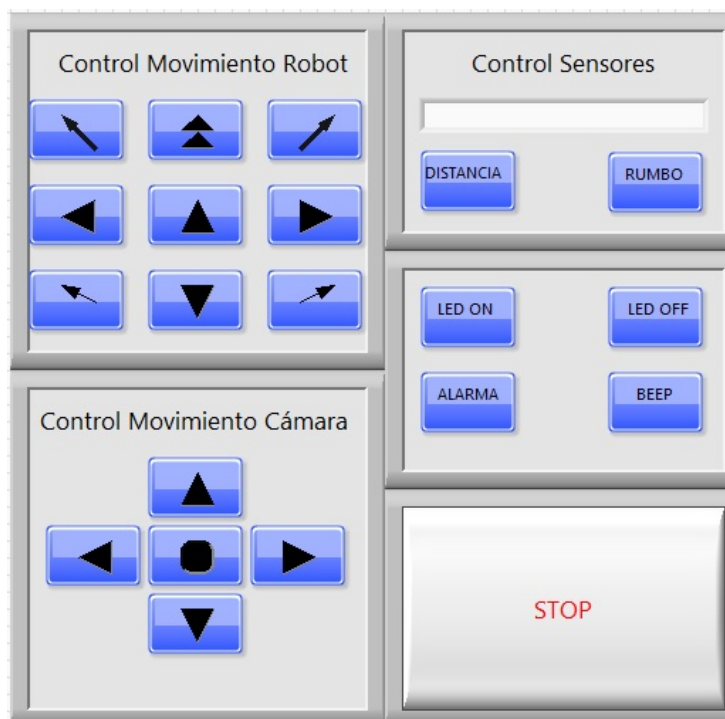 Control Movimiento Robot
Control Sensores
DISTANCIA
RUMBO
LED ON
LED OFF
ALARMA
BEEP
Control Movimiento Cámara
STOP